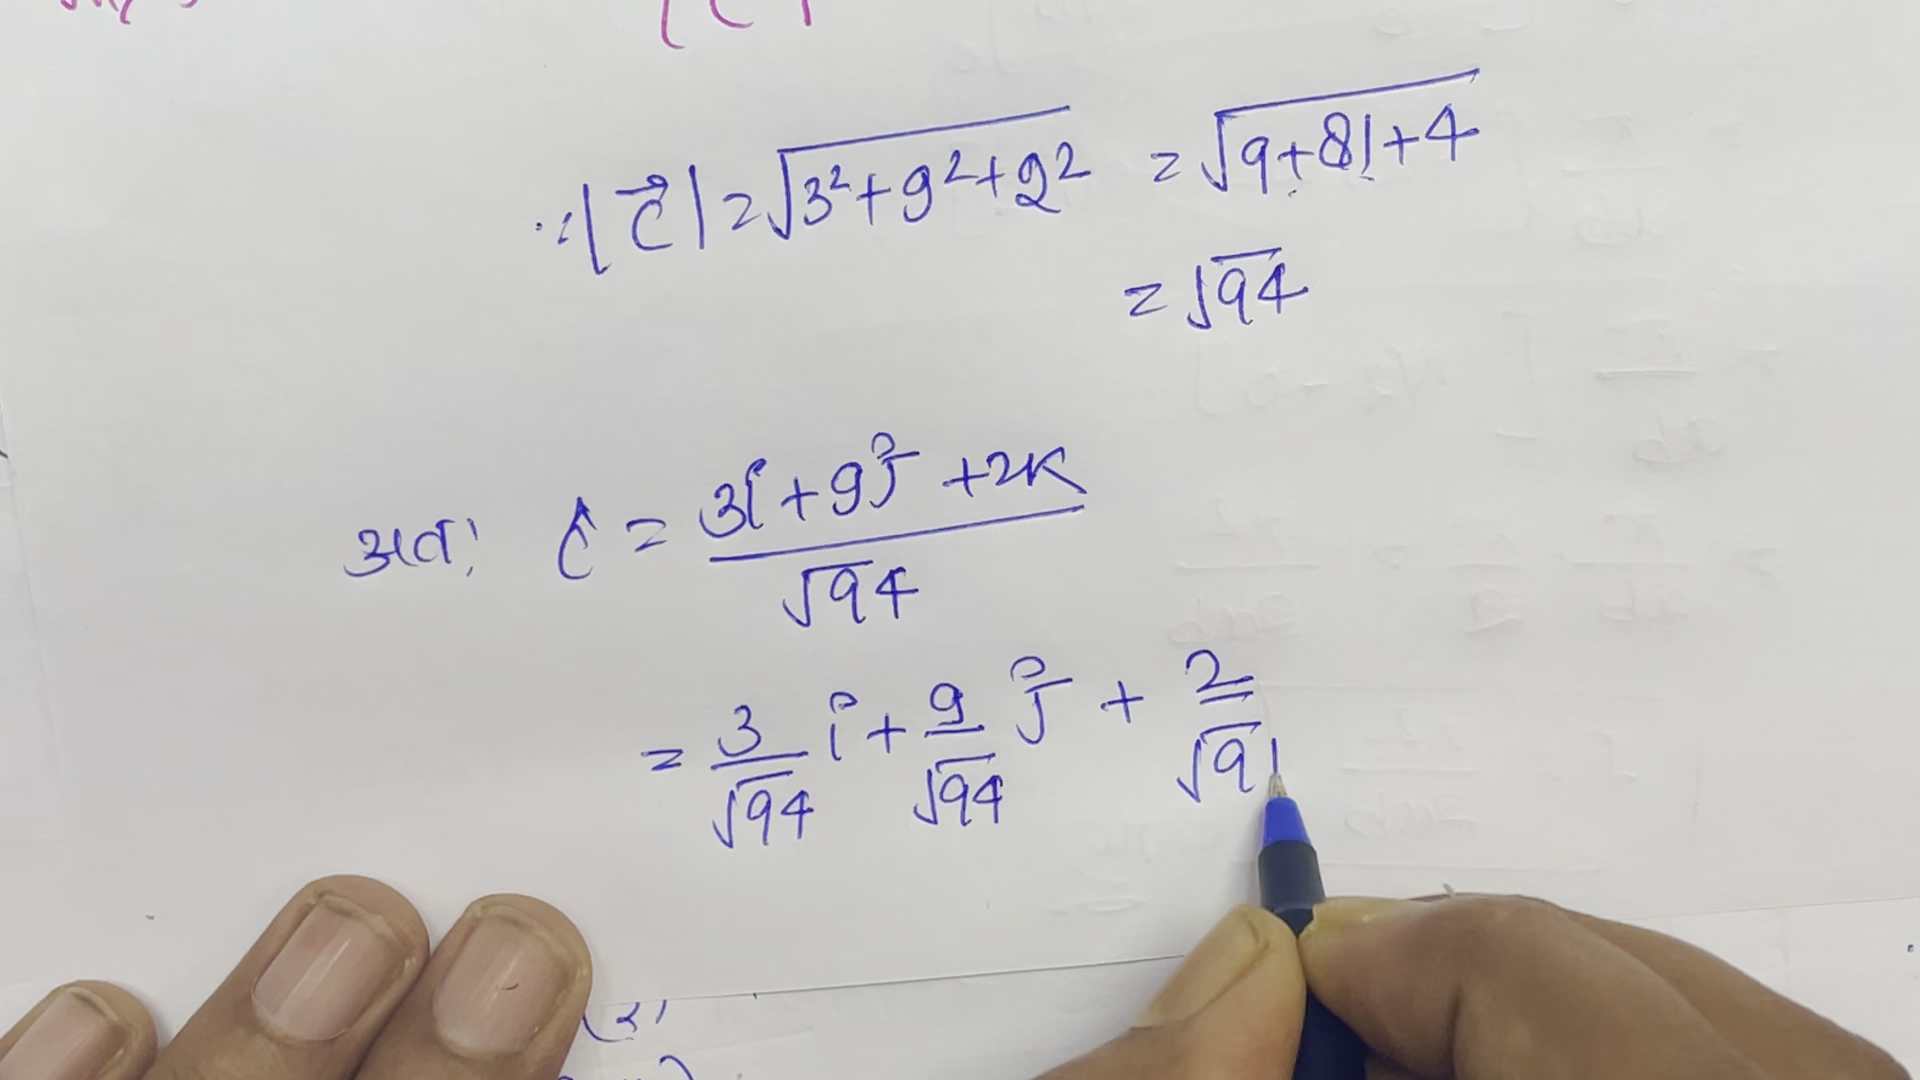 ∵ |c⃗| = √(3²+9²+2²) = √(9+81+4)
= √94
अतः ĉ = (3î + 9ĵ + 2k) / √94
= 3/√94 î + 9/√94 ĵ + 2/√9